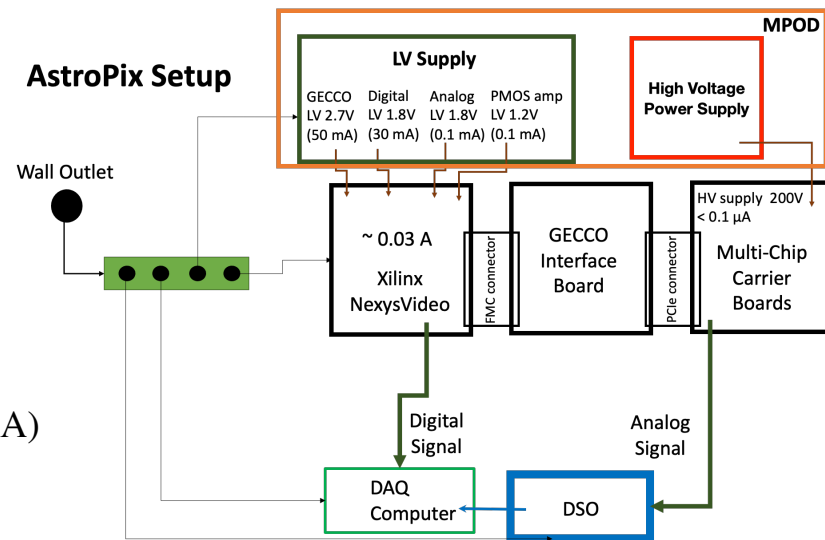 MPOD
AstroPix Setup
LV Supply
GECCO
LV 2.7V
(50 mA)
Digital
LV 1.8V
(30 mA)
Analog
LV 1.8V
(0.1 mA)
PMOS amp
LV 1.2V
(0.1 mA)
High Voltage
Power Supply
Wall Outlet
~ 0.03 A
Xilinx
NexysVideo
FMC connector
GECCO
Interface
Board
PCIe connector
HV supply 200V
< 0.1 µA
Multi-Chip
Carrier
Boards
A)
Digital
Signal
Analog
Signal
DAQ
Computer
DSO